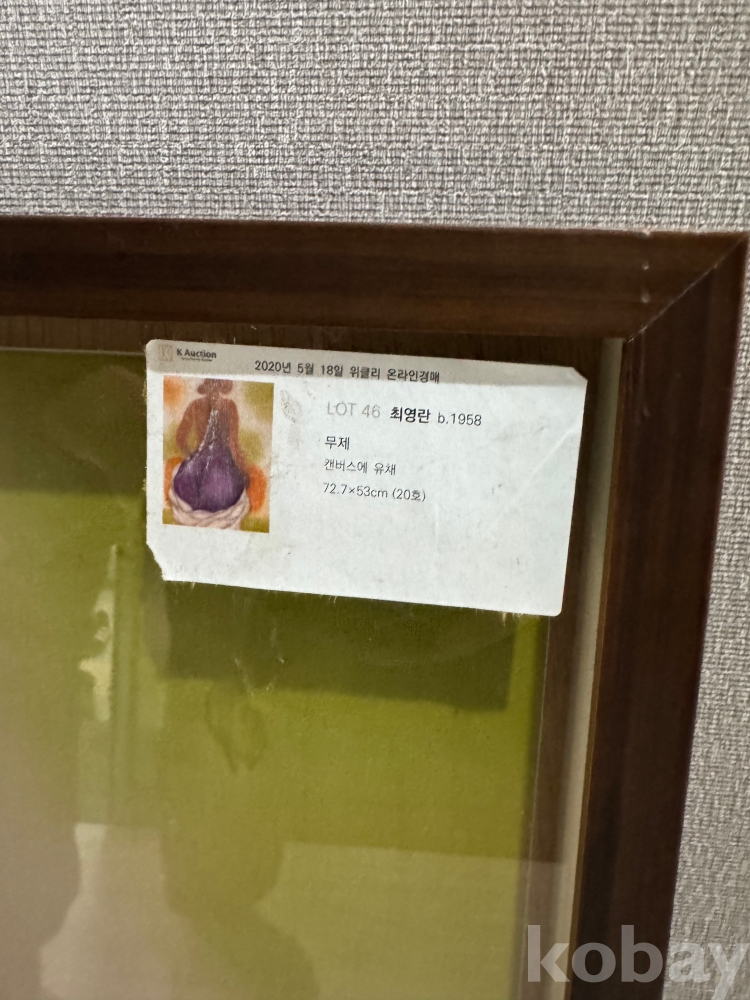 K Auction
2020년 5월 18일 위클리 온라인경매
LOT 46 최영란 b.1958
무제
캔버스에 유채
72.7×53cm (20호)
kobay